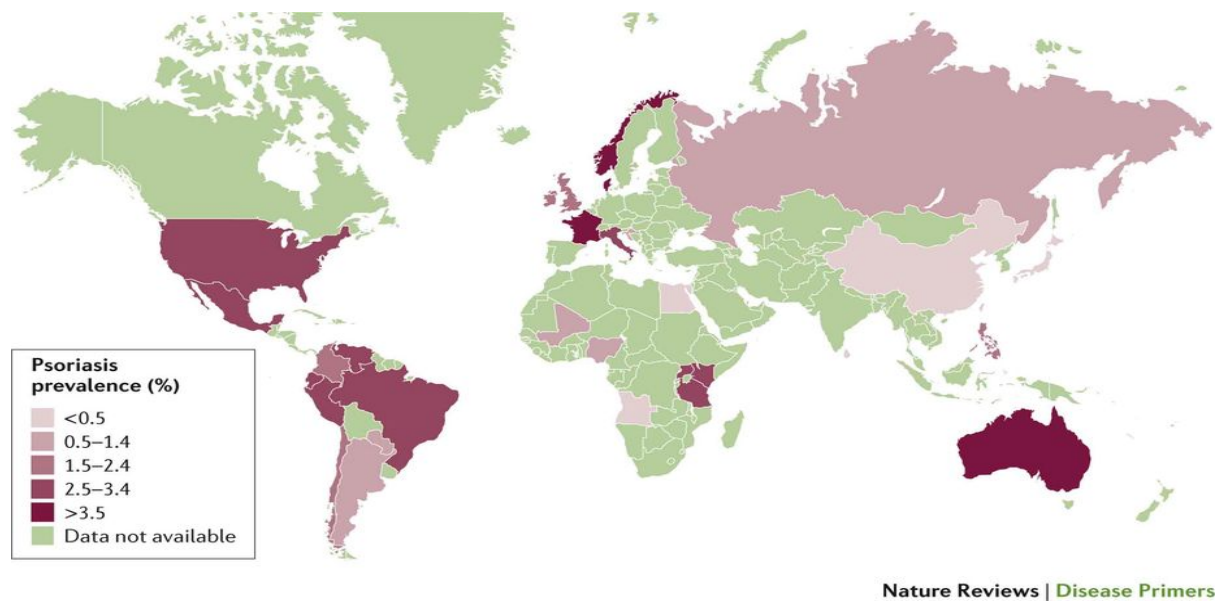 Psoriasis
prevalence (%)
<0.5
0.5–1.4
1.5–2.4
2.5–3.4
>3.5
Data not available
Nature Reviews | Disease Primers